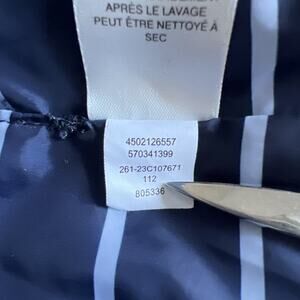 APRÈS LE LAVAGE
PEUT ÊTRE NETTOYÉ À
SEC
4502126557
570341399
261-23C107671
112
805336